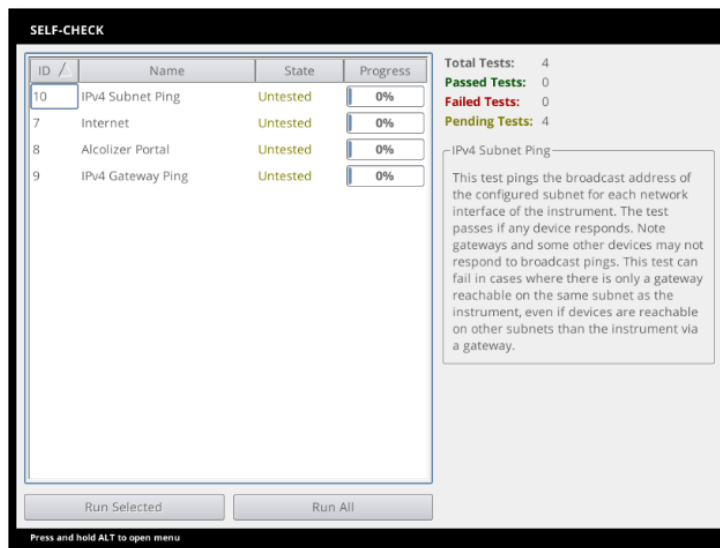 SELF-CHECK
ID Name State Progress
10 IPv4 Subnet Ping Untested 0%
7 Internet Untested 0%
8 Alcolizer Portal Untested 0%
9 IPv4 Gateway Ping Untested 0%
Total Tests: 4
Passed Tests: 0
Failed Tests: 0
Pending Tests: 4
IPv4 Subnet Ping
This test pings the broadcast address of
the configured subnet for each network
interface of the instrument. The test
passes if any device responds. Note
gateways and some other devices may not
respond to broadcast pings. This test can
fail in cases where there is only a gateway
reachable on the same subnet as the
instrument, even if devices are reachable
on other subnets than the instrument via
a gateway.
Run Selected Run All
Press and hold ALT to open menu